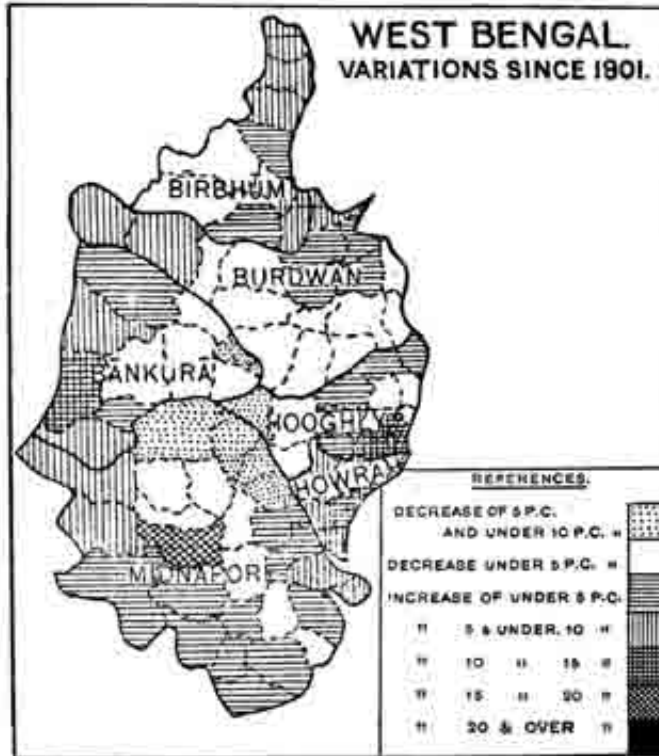 WEST BENGAL.
VARIATIONS SINCE 1901.
BIRBHUM
BURDWAN
BANKURA
HOOGHLY
HOWRAH
MIDNAPOR
REFERENCES.
DECREASE OF 5 P.C.
AND UNDER 10 P.C. "
DECREASE UNDER 5 P.C. "
INCREASE OF UNDER 5 P.C.
" 5 & UNDER. 10 "
" 10 " 15 "
" 15 " 20 "
" 20 & OVER "